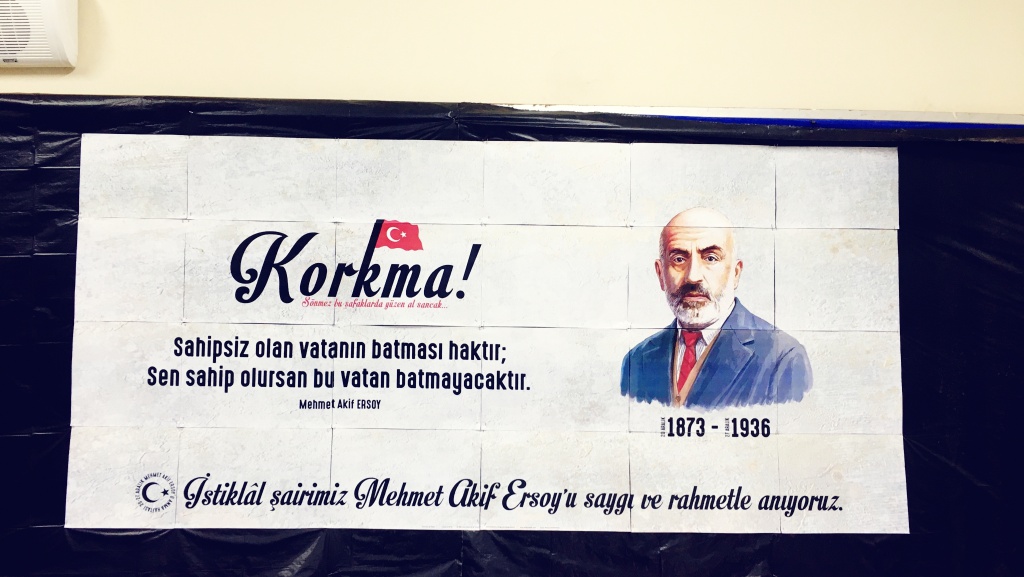 Korkma!
Sönmez bu şafaklarda yüzen al sancak...
Sahipsiz olan vatanın batması haktır;
Sen sahip olursan bu vatan batmayacaktır.
Mehmet Akif ERSOY
1873 - 1936
İstiklâl şairimiz Mehmet Akif Ersoy'u saygı ve rahmetle anıyoruz.